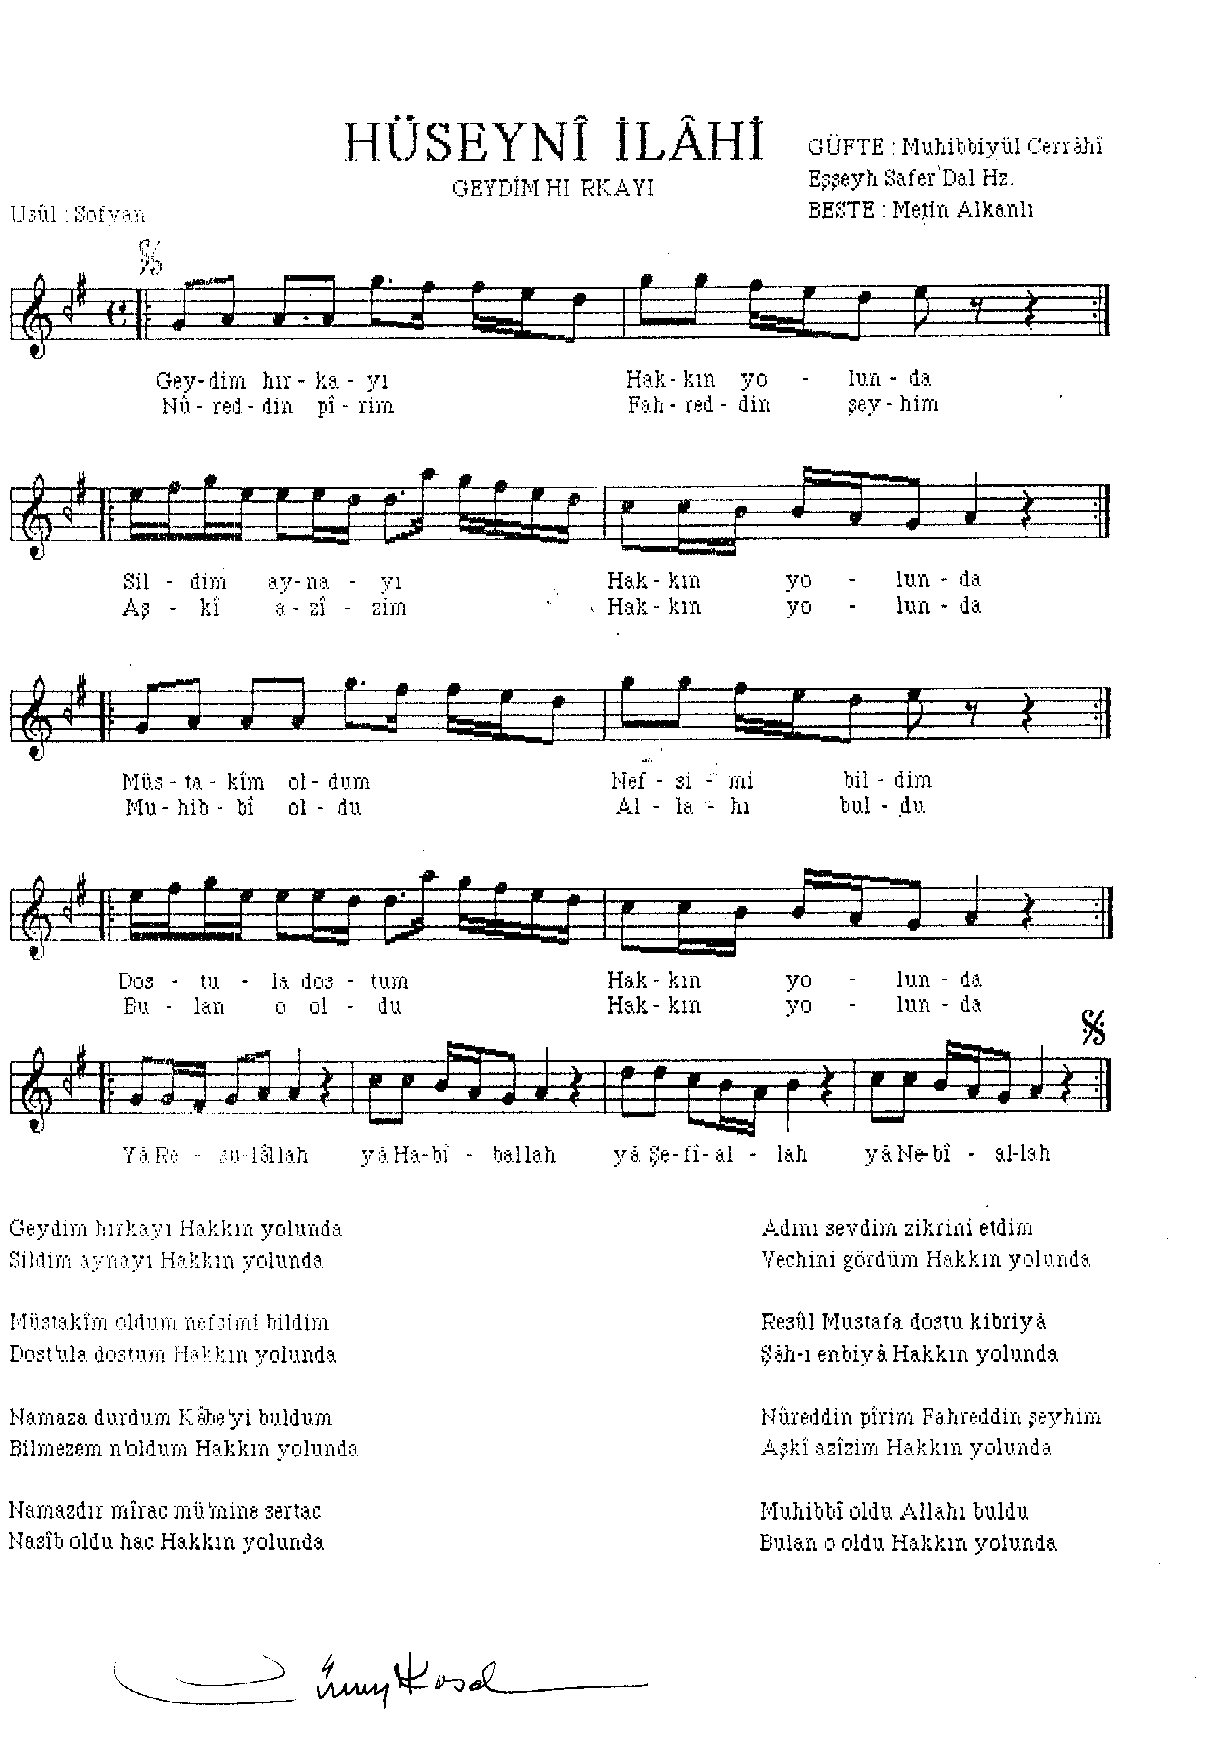 HÜSEYNÎ İLÂHİ
GEYDİM HI RKAYI
GÜFTE : Muhibbiyül Cerrâhî
Eşşeyh Safer Dal Hz.
BESTE : Metin Alkanlı
Usûl : Sofyan
Gey-dim hır-ka-yı Hak-kın yo - lun-da
Nû-red-din pî-rim Fah-red-din şey-him
Sil - dim ay-na-yı Hak-kın yo - lun-da
Aş - kî a-zî-zim Hak-kın yo - lun-da
Müs-ta-kîm ol-dum Nef-si-mi bil-dim
Mu-hib-bî ol-du Al-la-hı bul-du
Dos - tu - la dos-tum Hak-kın yo - lun-da
Bu - lan o ol-du Hak-kın yo - lun-da
Yâ Re - su-lâllah yâ Ha-bî - ballah yâ Şe-fî-al - lah yâ Ne-bî - al-lah
Geydim hırkayı Hakkın yolunda
Sildim aynayı Hakkın yolunda
Müstakîm oldum nefsimi bildim
Dost'ula dostum Hakkın yolunda
Namaza durdum Kâbe'yi buldum
Bilmezem n'oldum Hakkın yolunda
Namazdır mîrac mü'mine sertac
Nasîb oldu hac Hakkın yolunda
Adını sevdim zikrini etdim
Vechini gördüm Hakkın yolunda
Resûl Mustafa dostu kibriyâ
Şâh-ı enbiyâ Hakkın yolunda
Nûreddin pîrim Fahreddin şeyhim
Aşkî azîzim Hakkın yolunda
Muhibbî oldu Allahı buldu
Bulan o oldu Hakkın yolunda